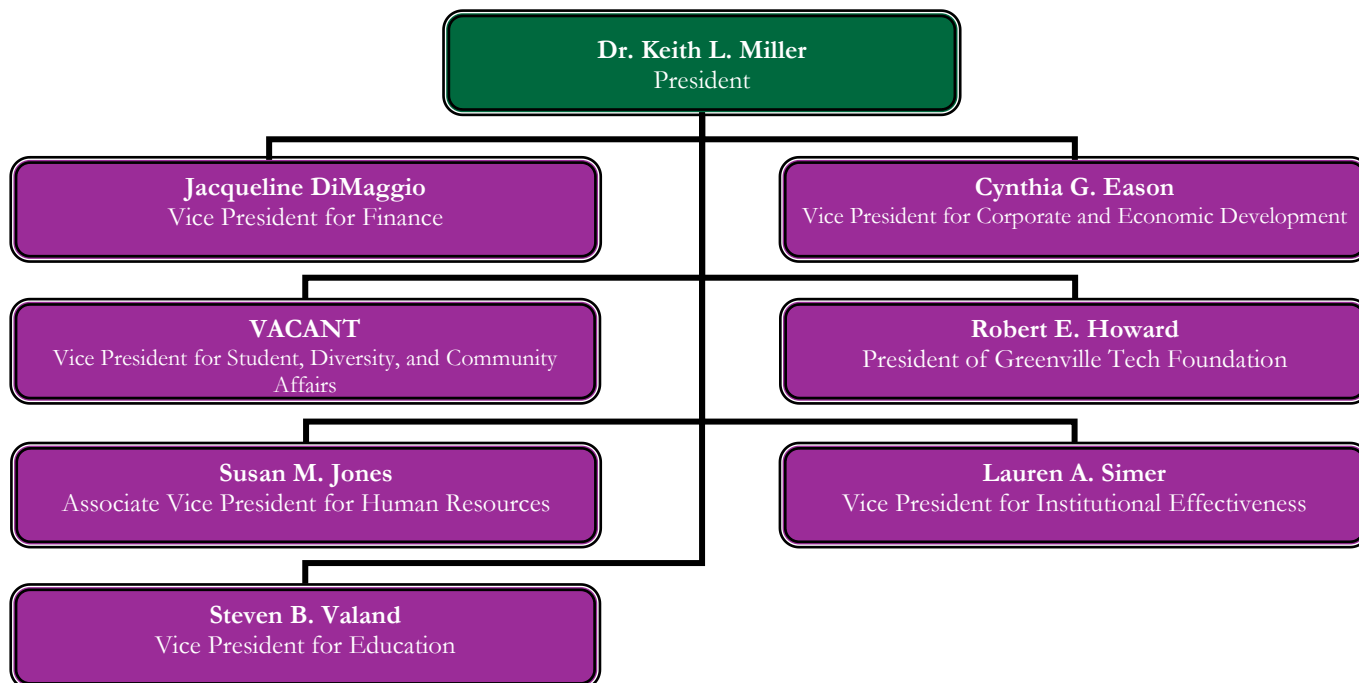 Dr. Keith L. Miller
President
Jacqueline DiMaggio
Vice President for Finance
Cynthia G. Eason
Vice President for Corporate and Economic Development
VACANT
Vice President for Student, Diversity, and Community
Affairs
Robert E. Howard
President of Greenville Tech Foundation
Susan M. Jones
Associate Vice President for Human Resources
Lauren A. Simer
Vice President for Institutional Effectiveness
Steven B. Valand
Vice President for Education